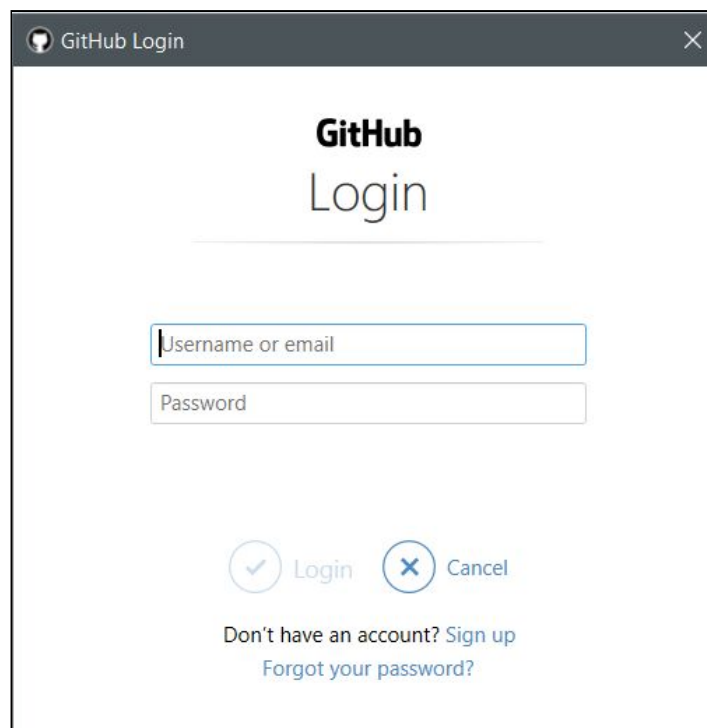 GitHub Login
GitHub
Login
Username or email
Password
Login Cancel
Don't have an account? Sign up
Forgot your password?